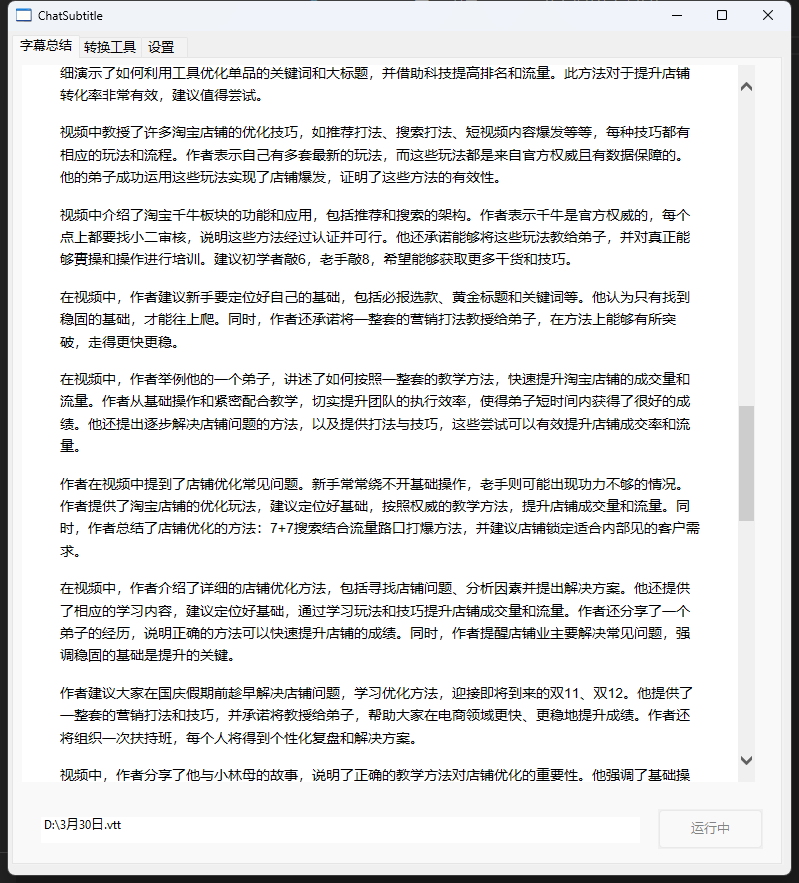 ChatSubtitle
字幕总结 转换工具 设置
细演示了如何利用工具优化单品的关键词和大标题，并借助科技提高排名和流量。此方法对于提升店铺
转化率非常有效，建议值得尝试。
视频中教授了许多淘宝店铺的优化技巧，如推荐打法、搜索打法、短视频内容爆发等等，每种技巧都有
相应的玩法和流程。作者表示自己有多套最新的玩法，而这些玩法都是来自官方权威且有数据保障的。
他的弟子成功运用这些玩法实现了店铺爆发，证明了这些方法的有效性。
视频中介绍了淘宝千牛板块的功能和应用，包括推荐和搜索的架构。作者表示千牛是官方权威的，每个
点上都要找小二审核，说明这些方法经过认证并可行。他还承诺能够将这些玩法教给弟子，并对真正能
够實操和操作进行培训。建议初学者敲6，老手敲8，希望能够获取更多干货和技巧。
在视频中，作者建议新手要定位好自己的基础，包括必报选款、黄金标题和关键词等。他认为只有找到
稳固的基础，才能往上爬。同时，作者还承诺将一整套的营销打法教授给弟子，在方法上能够有所突
破，走得更快更稳。
在视频中，作者举例他的一个弟子，讲述了如何按照一整套的教学方法，快速提升淘宝店铺的成交量和
流量。作者从基础操作和紧密配合教学，切实提升团队的执行效率，使得弟子短时间内获得了很好的成
绩。他还提出逐步解决店铺问题的方法，以及提供打法与技巧，这些尝试可以有效提升店铺成交率和流
量。
作者在视频中提到了店铺优化常见问题。新手常常绕不开基础操作，老手则可能出现功力不够的情况。
作者提供了淘宝店铺的优化玩法，建议定位好基础，按照权威的教学方法，提升店铺成交量和流量。同
时，作者总结了店铺优化的方法：7+7搜索结合流量路口打爆方法，并建议店铺锁定适合内部见的客户需
求。
在视频中，作者介绍了详细的店铺优化方法，包括寻找店铺问题、分析因素并提出解决方案。他还提供
了相应的学习内容，建议定位好基础，通过学习玩法和技巧提升店铺成交量和流量。作者还分享了一个
弟子的经历，说明正确的方法可以快速提升店铺的成绩。同时，作者提醒店铺业主要解决常见问题，强
调稳固的基础是提升的关键。
作者建议大家在国庆假期前趁早解决店铺问题，学习优化方法，迎接即将到来的双11、双12。他提供了
一整套的营销打法和技巧，并承诺将教授给弟子，帮助大家在电商领域更快、更稳地提升成绩。作者还
将组织一次扶持班，每个人将得到个性化复盘和解决方案。
视频中，作者分享了他与小林母的故事，说明了正确的教学方法对店铺优化的重要性。他强调了基础操
D:\3月30日.vtt
运行中